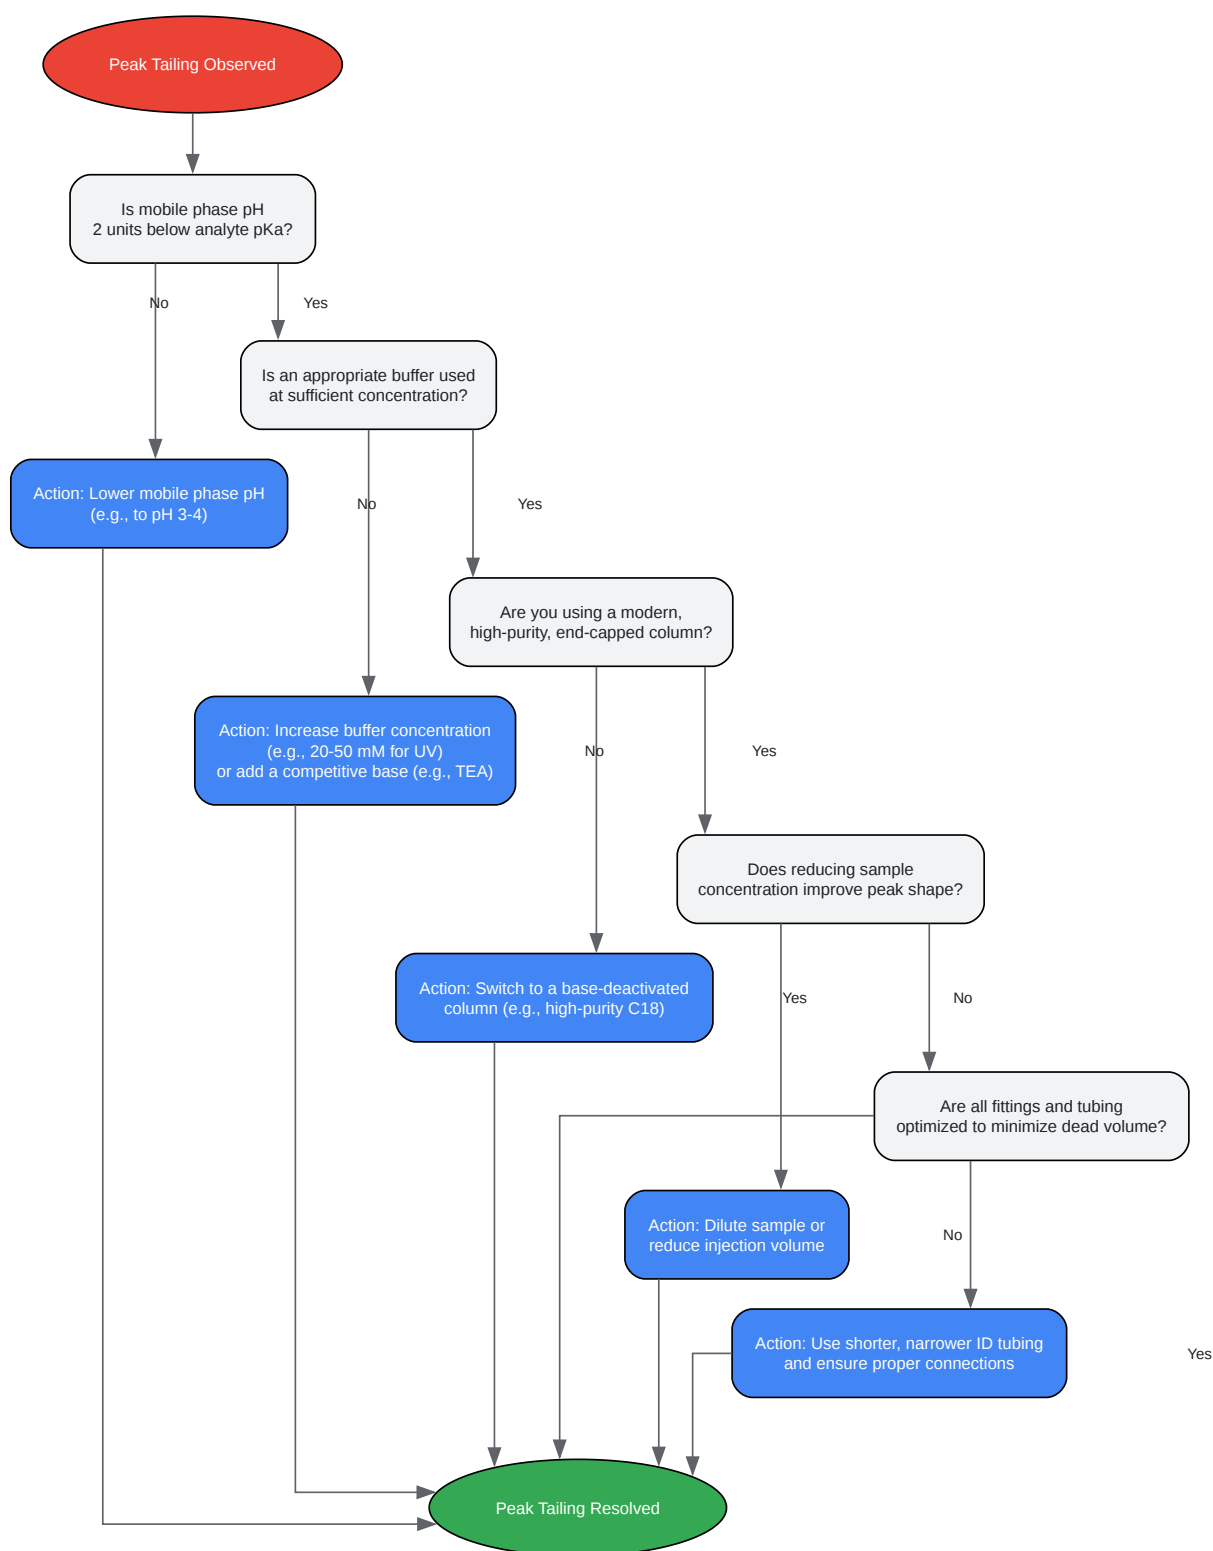 Peak Tailing Observed
Is mobile phase pH
2 units below analyte pKa?
No
Yes
Is an appropriate buffer used
at sufficient concentration?
Action: Lower mobile phase pH
(e.g., to pH 3-4)
No
Yes
Are you using a modern,
high-purity, end-capped column?
Action: Increase buffer concentration
(e.g., 20-50 mM for UV)
or add a competitive base (e.g., TEA)
No
Yes
Does reducing sample
concentration improve peak shape?
Action: Switch to a base-deactivated
column (e.g., high-purity C18)
Yes
No
Are all fittings and tubing
optimized to minimize dead volume?
Action: Dilute sample or
reduce injection volume
No
Action: Use shorter, narrower ID tubing
and ensure proper connections
Yes
Peak Tailing Resolved